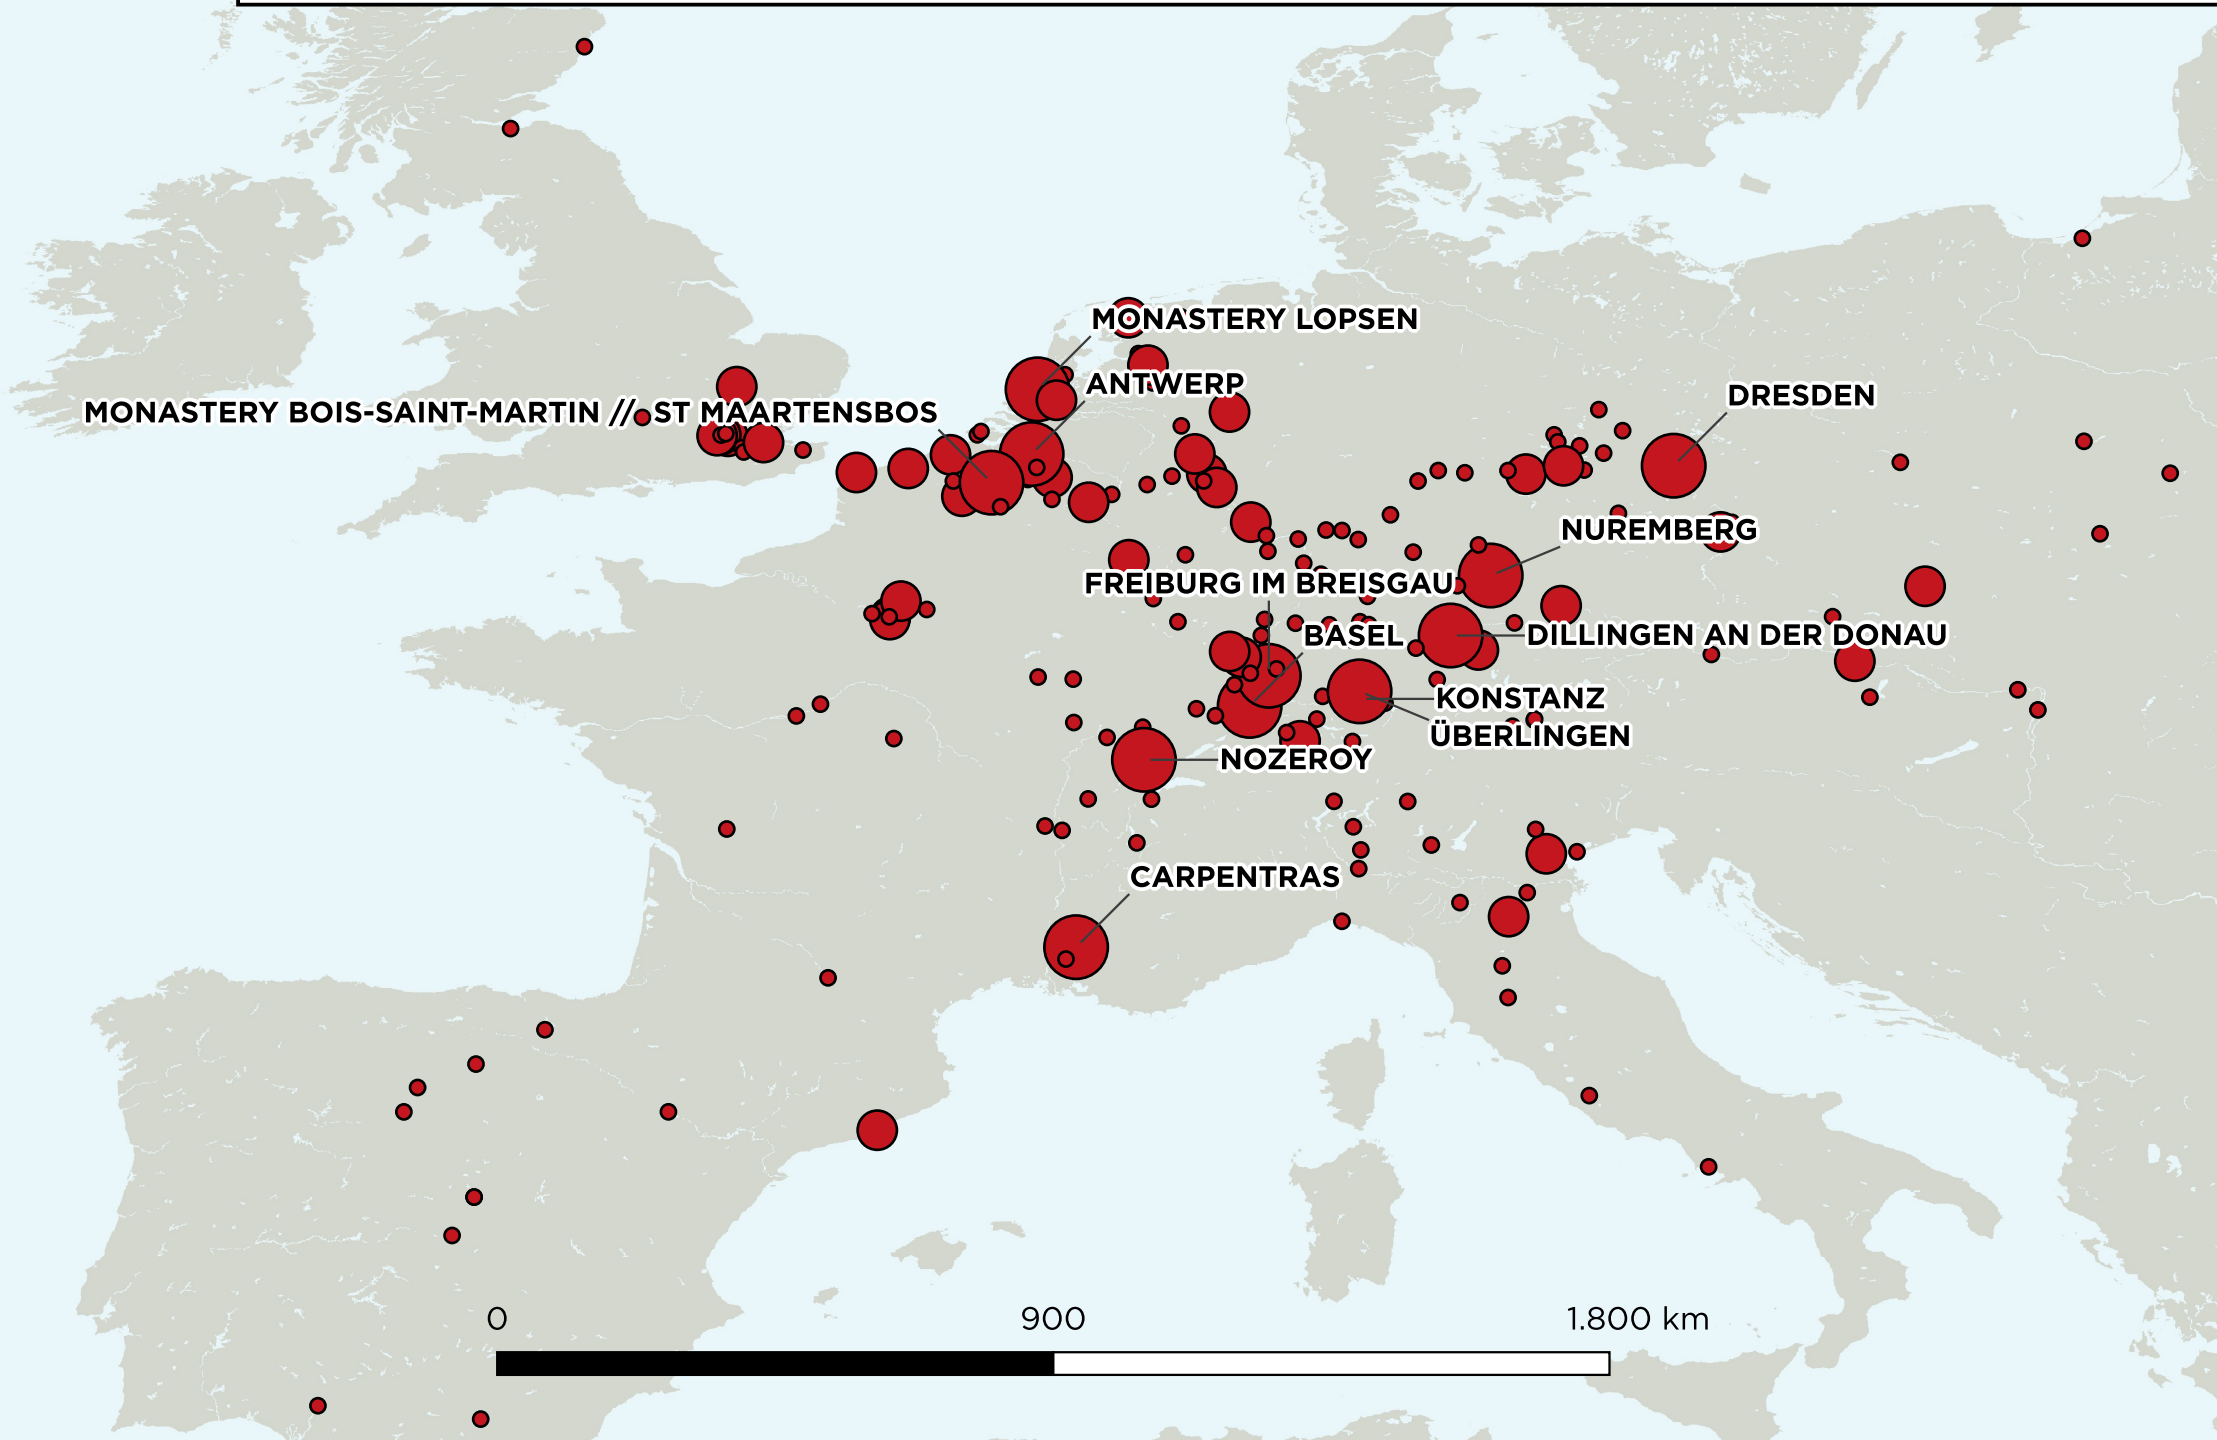 MONASTERY LOPSEN
ANTWERP
DRESDEN
MONASTERY BOIS-SAINT-MARTIN // ST MAARTENSBOS
NUREMBERG
FREIBURG IM BREISGAU
BASEL
DILLINGEN AN DER DONAU
KONSTANZ
ÜBERLINGEN
NOZEROY
CARPENTRAS
0 900 1.800 km